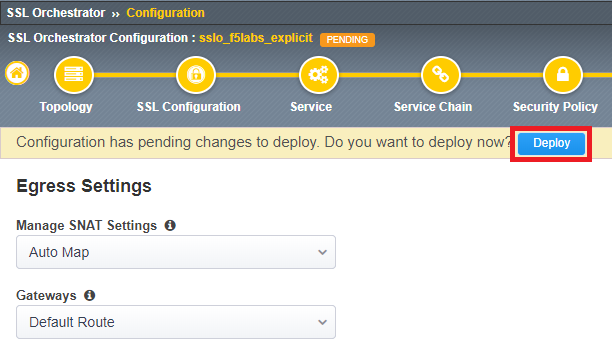 SSL Orchestrator ›› Configuration
SSL Orchestrator Configuration : sslo_f5labs_explicit PENDING
Topology SSL Configuration Service Service Chain Security Policy
Configuration has pending changes to deploy. Do you want to deploy now? Deploy
Egress Settings
Manage SNAT Settings
Auto Map
Gateways
Default Route